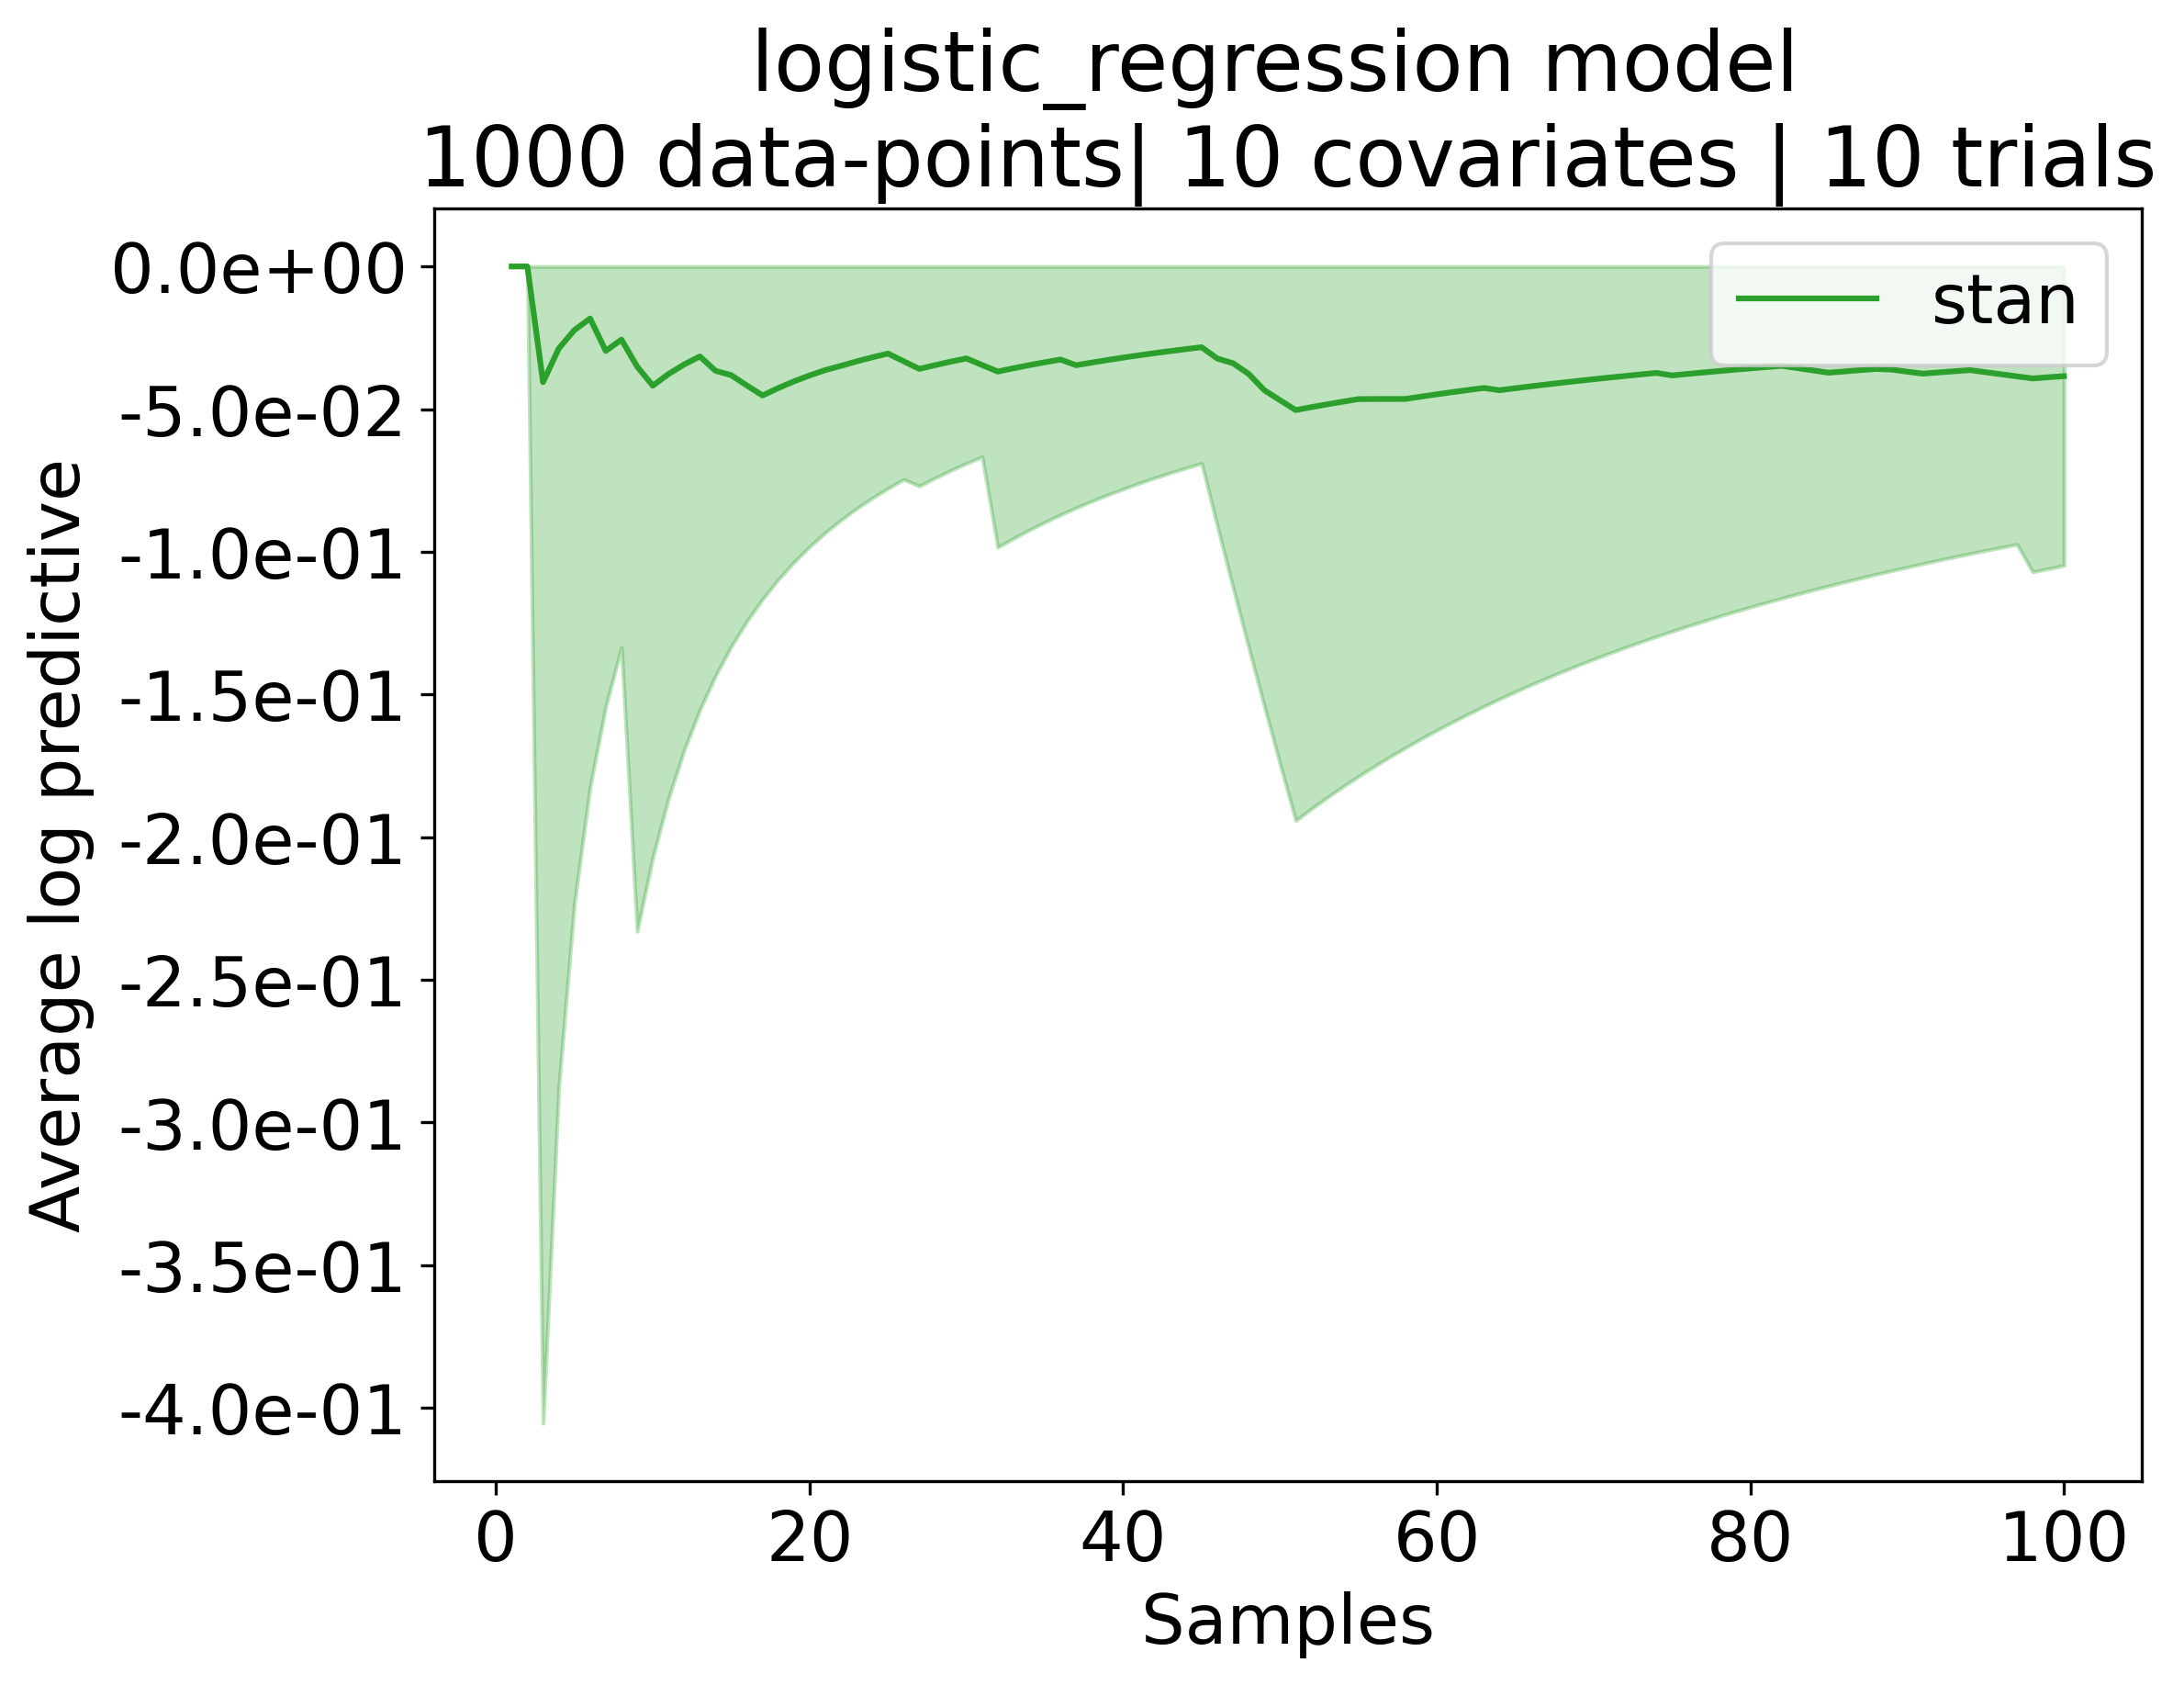 logistic_regression model
1000 data-points| 10 covariates | 10 trials
stan
Average log predictive
0.0e+00
-5.0e-02
-1.0e-01
-1.5e-01
-2.0e-01
-2.5e-01
-3.0e-01
-3.5e-01
-4.0e-01
0 20 40 60 80 100
Samples